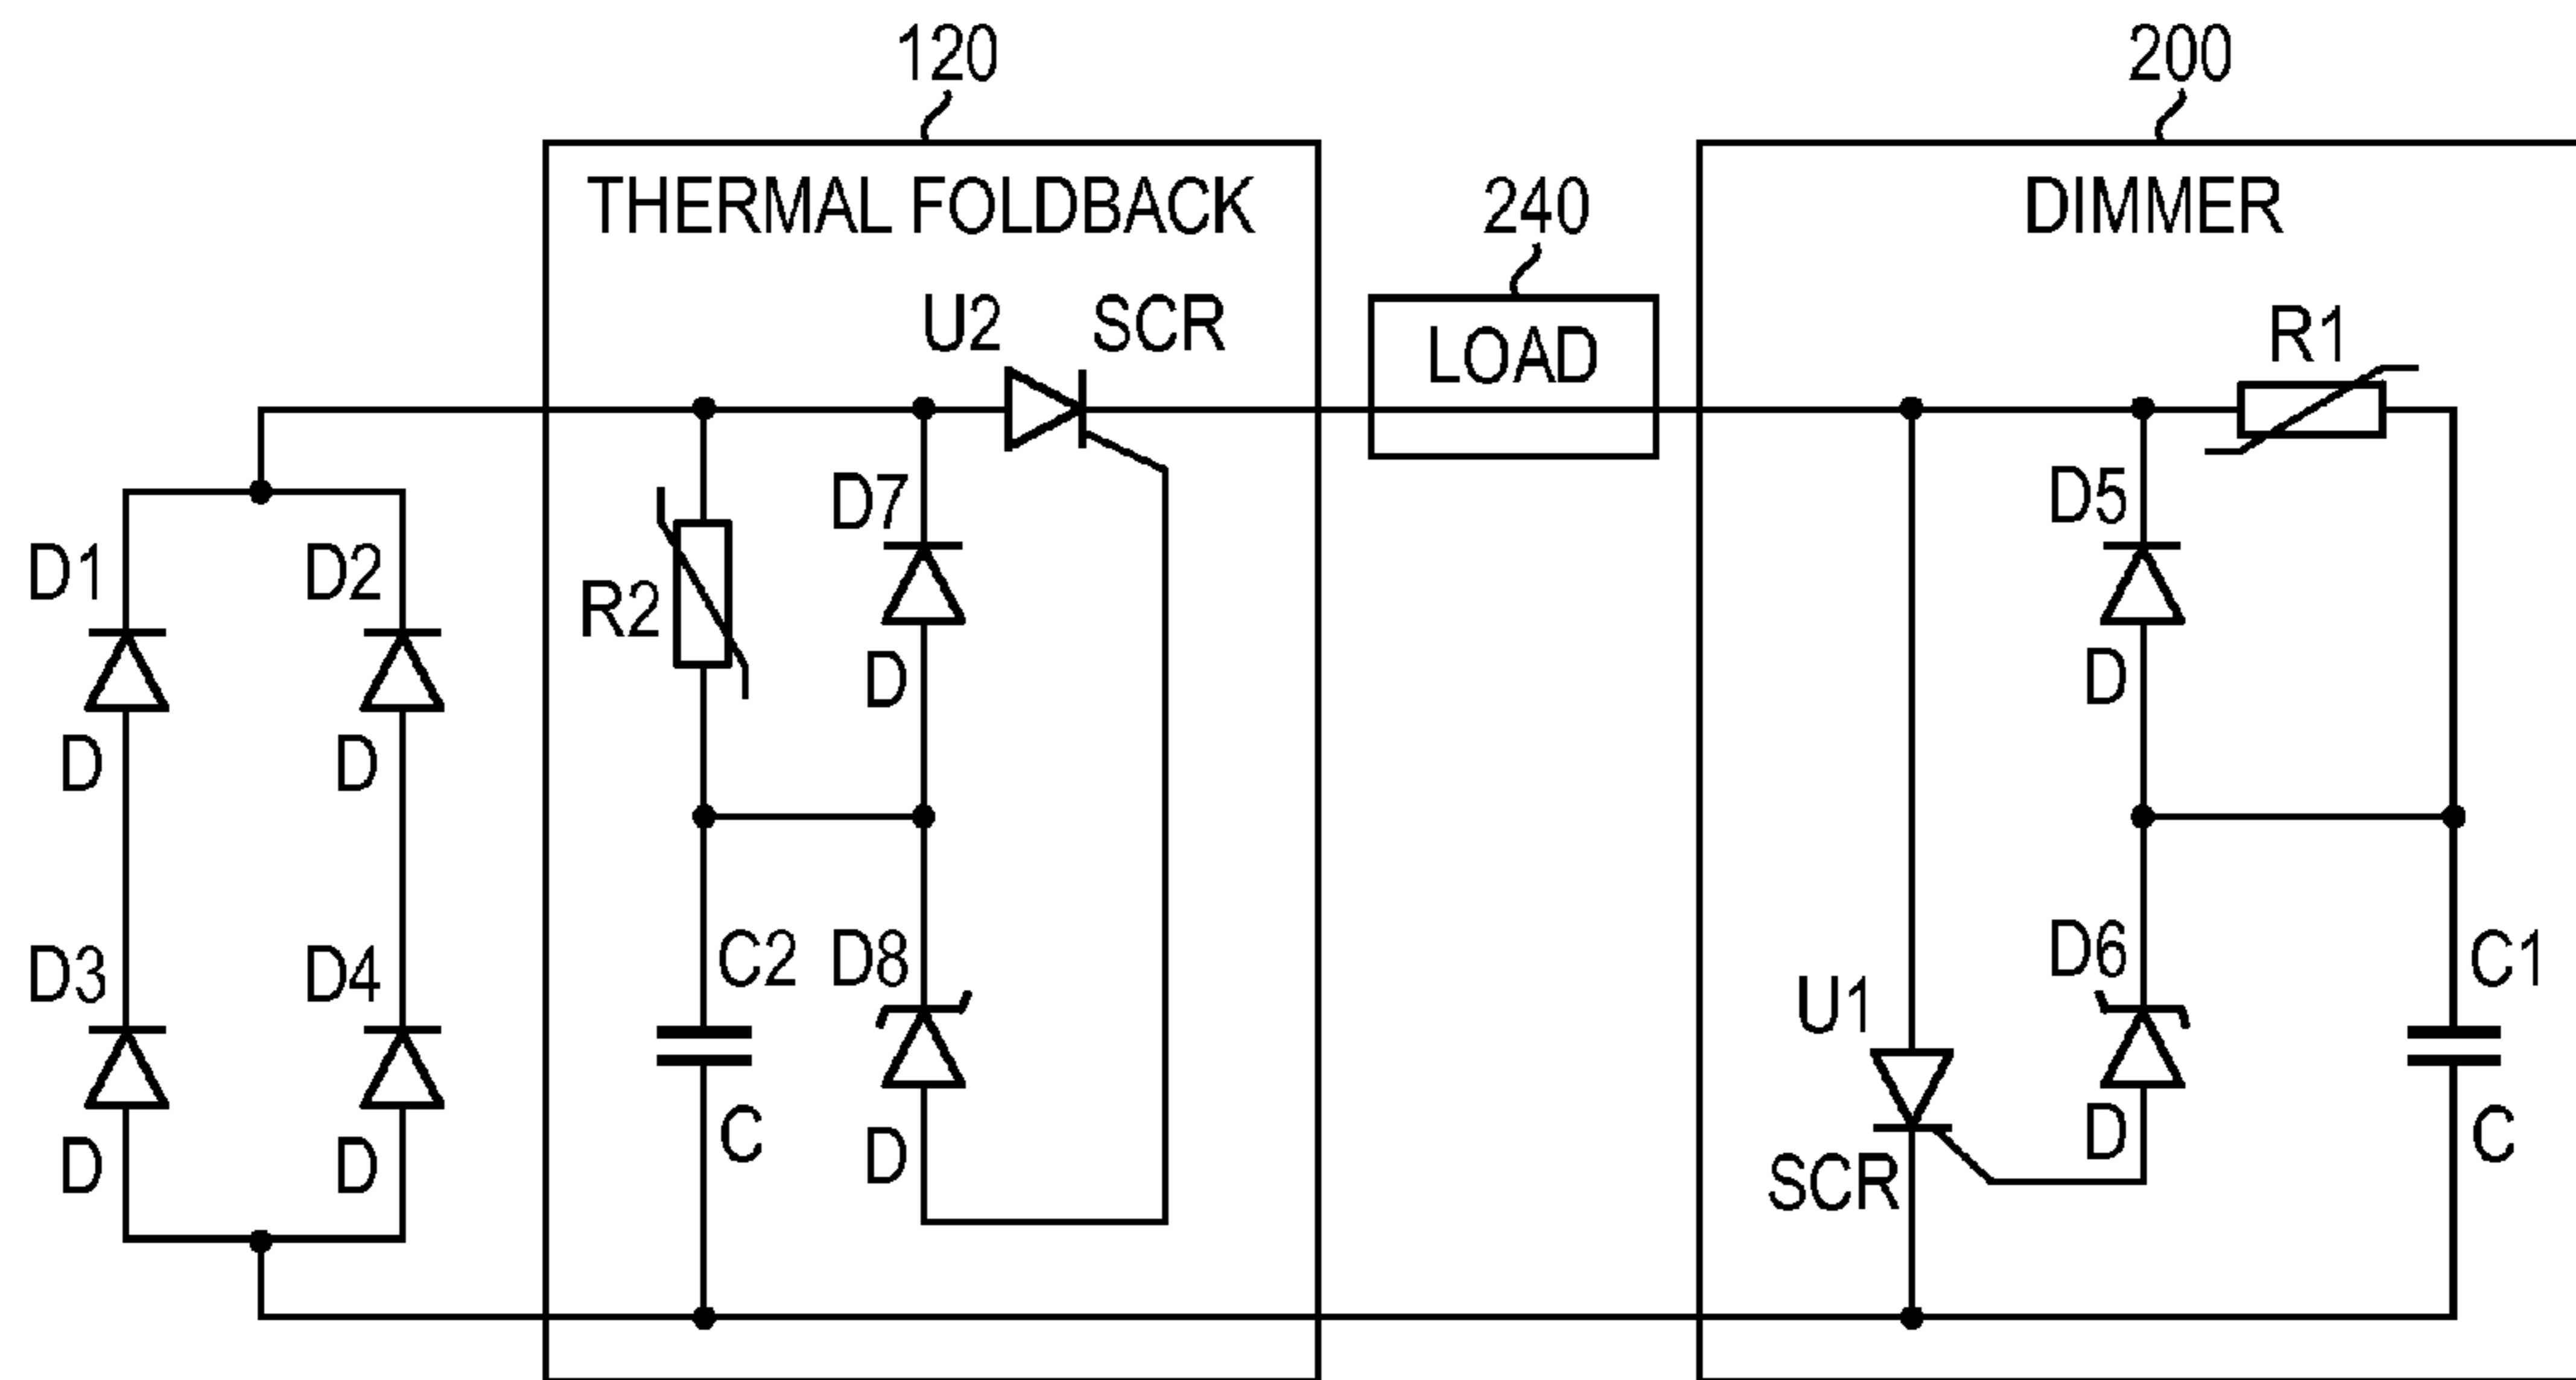 120
200
THERMAL FOLDBACK
240
DIMMER
U2 SCR
LOAD
R1
D7
D5
D1
D2
R2
D
D
D
D
D3
D4
C2
D8
D6
C1
U1
D
D
C
D
D
C
SCR